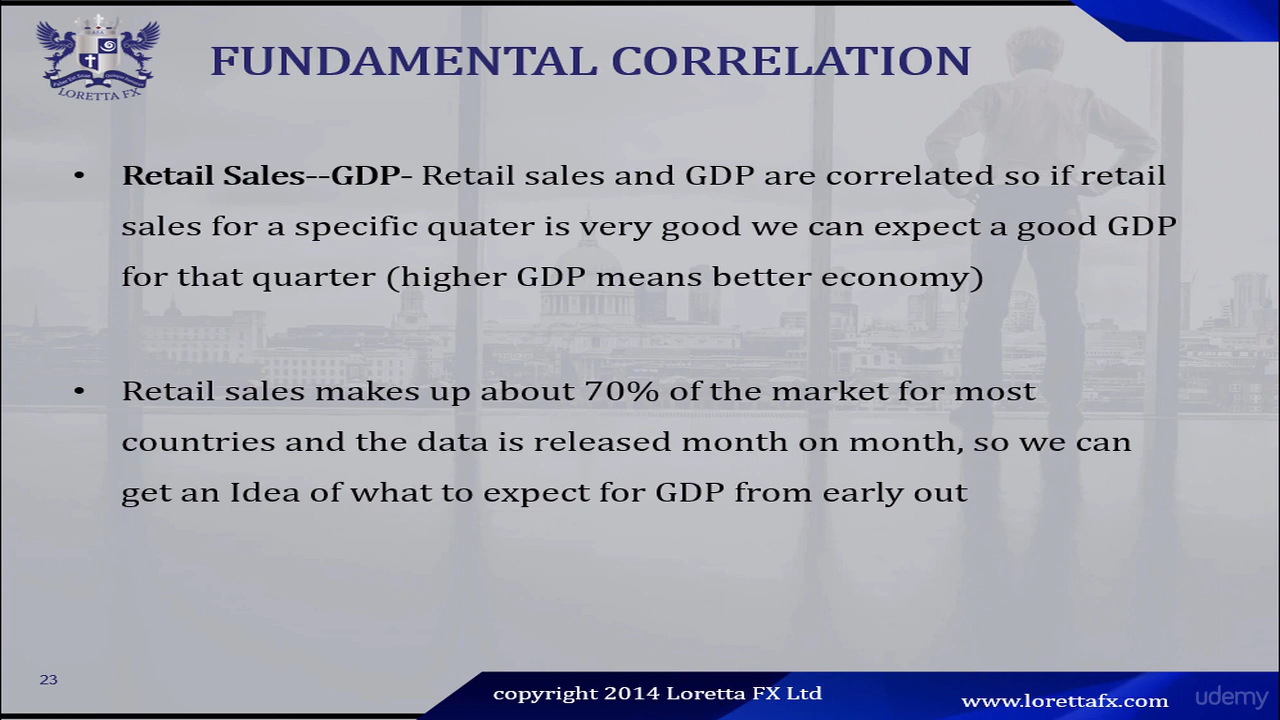 FUNDAMENTAL CORRELATION
LORETTA FX
• Retail Sales--GDP- Retail sales and GDP are correlated so if retail
sales for a specific quater is very good we can expect a good GDP
for that quarter (higher GDP means better economy)
• Retail sales makes up about 70% of the market for most
countries and the data is released month on month, so we can
get an Idea of what to expect for GDP from early out
23
copyright 2014 Loretta FX Ltd
www.lorettafx.com
udemy